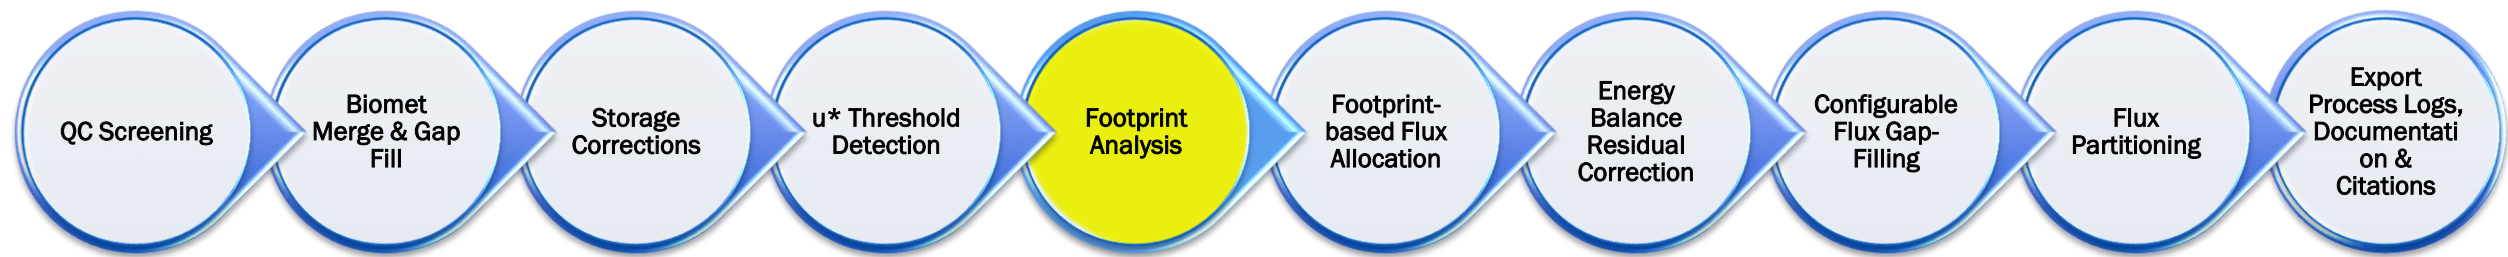 QC Screening
Biomet
Merge & Gap
Fill
Storage
Corrections
u* Threshold
Detection
Footprint
Analysis
Footprint-
based Flux
Allocation
Energy
Balance
Residual
Correction
Configurable
Flux Gap-
Filling
Flux
Partitioning
Export
Process Logs,
Documentati
on &
Citations